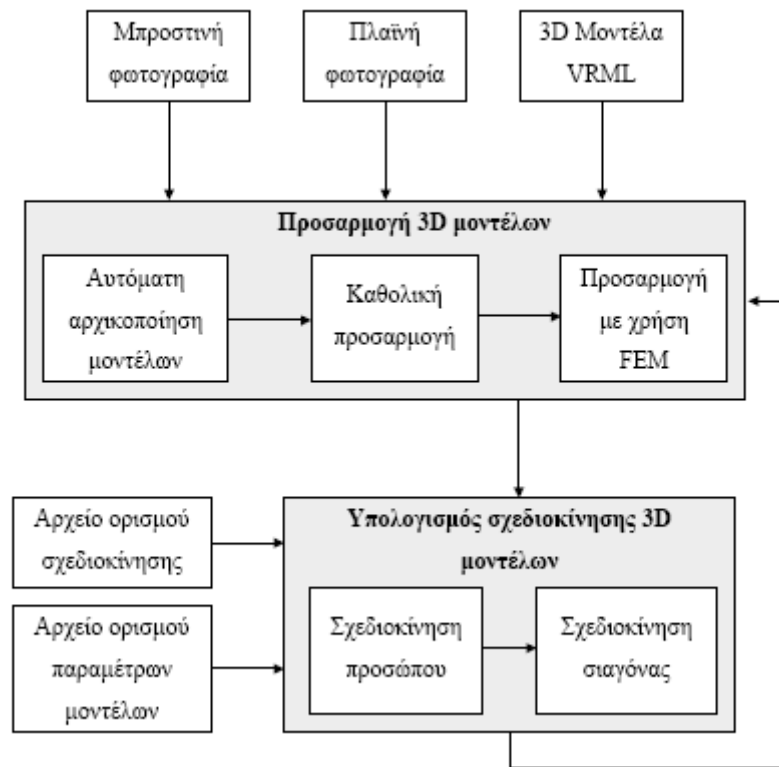 Μπροστινή
φωτογραφία
Πλαϊνή
φωτογραφία
3D Μοντέλα
VRML
Προσαρμογή 3D μοντέλων
Αυτόματη
αρχικοποίηση
μοντέλων
Καθολική
προσαρμογή
Προσαρμογή
με χρήση
FEM
Αρχείο ορισμού
σχεδιοκίνησης
Αρχείο ορισμού
παραμέτρων
μοντέλων
Υπολογισμός σχεδιοκίνησης 3D
μοντέλων
Σχεδιοκίνηση
προσώπου
Σχεδιοκίνηση
σιαγόνας